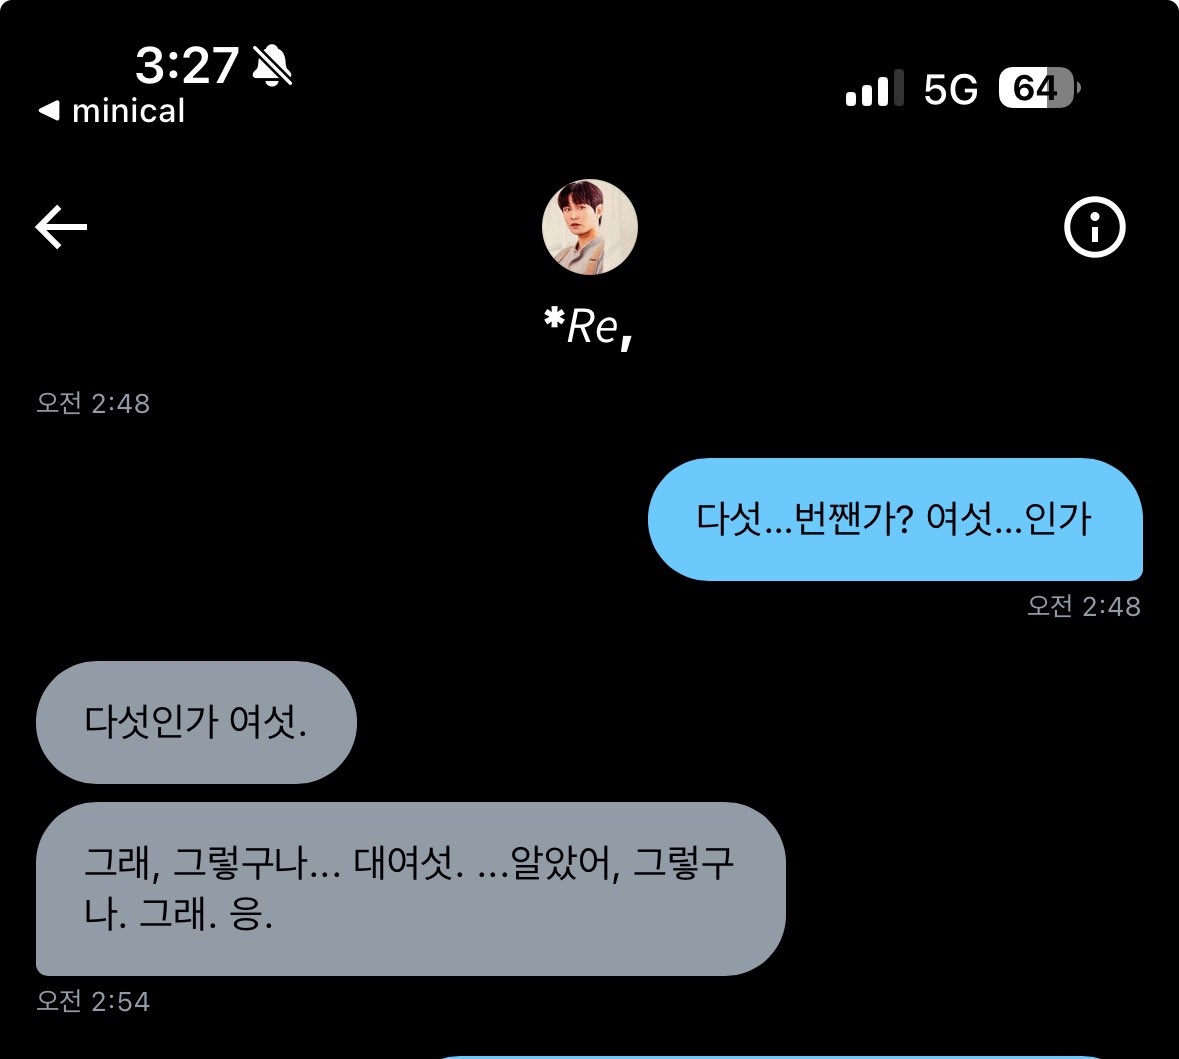 3:27
minical
5G
64
*Re,
오전 2:48
다섯...번짼가? 여섯...인가
오전 2:48
다섯인가 여섯.
그래, 그렇구나... 대여섯. ...알았어, 그렇구
나. 그래. 응.
오전 2:54